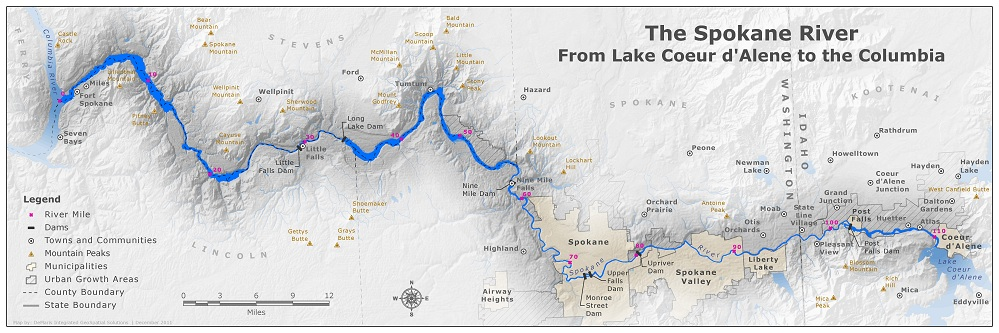 The Spokane River
From Lake Coeur d'Alene to the Columbia
Castle
Rock
Columbia River
Bear
Mountain
Spokane
Mountain
STEVENS
Scoop
Mountain
Bald
Mountain
McMillan
Mountain
Little
Mountain
Stony
Peak
Ford
Tumtum
Mount
Godfrey
Wellpinit
Mountain
Wellpinit
Sherwood
Mountain
Miles
Fort
Spokane
10
Seven
Bays
Cayuse
Mountain
20
30
Little
Falls
Little
Falls Dam
Long
Lake Dam
40
50
Hazard
SPOKANE
WASHINGTON
IDAHO
KOOTENAI
Lookout
Mountain
Lockhart
Hill
Peone
Newman
Lake
Rathdrum
Howelltown
Hayden
Hayden
Lake
Coeur
d'Alene
Junction
West Canfield Butte
Dalton
Gardens
Nine
Mile Dam
Nine Mile
Falls
60
Shoemaker
Butte
Gettys
Butte
Grays
Butte
LINCOLN
Orchard
Prairie
Antoine
Peak
Moab
Otis
Orchards
State
Line
Village
Grand
Junction
Post
Falls
Huetter
Atlas
100
110
Coeur
d'Alene
Highland
Spokane
70
Spokane
River
80
90
Upriver
Dam
Upper
Falls
Dam
Monroe
Street
Dam
Spokane
Valley
Liberty
Lake
Pleasant
View
Post
Falls Dam
Blossom
Mountain
Lake
Coeur
d'Alene
Rich
Hill
Mica
Peak
Mica
Eddyville
Airway
Heights
Legend
River Mile
Dams
Towns and Communities
Mountain Peaks
Municipalities
Urban Growth Areas
County Boundary
State Boundary
0 3 6 9 12
Miles
N
W E
S